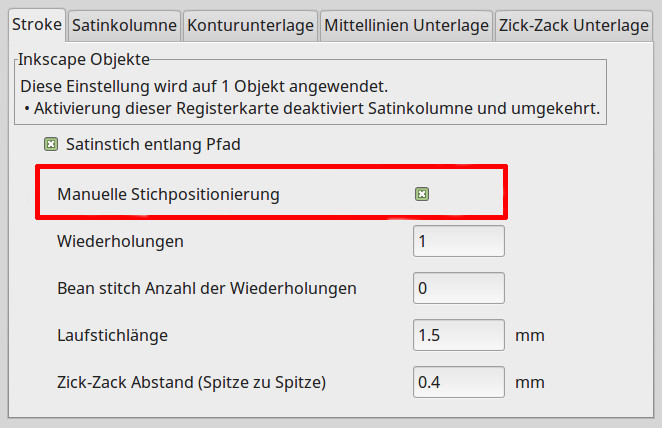 Stroke Satinkolumne Konturunterlage Mittellinien Unterlage Zick-Zack Unterlage
Inkscape Objekte
Diese Einstellung wird auf 1 Objekt angewendet.
• Aktivierung dieser Registerkarte deaktiviert Satinkolumne und umgekehrt.
Satinstich entlang Pfad
Manuelle Stichpositionierung
Wiederholungen 1
Bean stitch Anzahl der Wiederholungen 0
Laufstichlänge 1.5 mm
Zick-Zack Abstand (Spitze zu Spitze) 0.4 mm